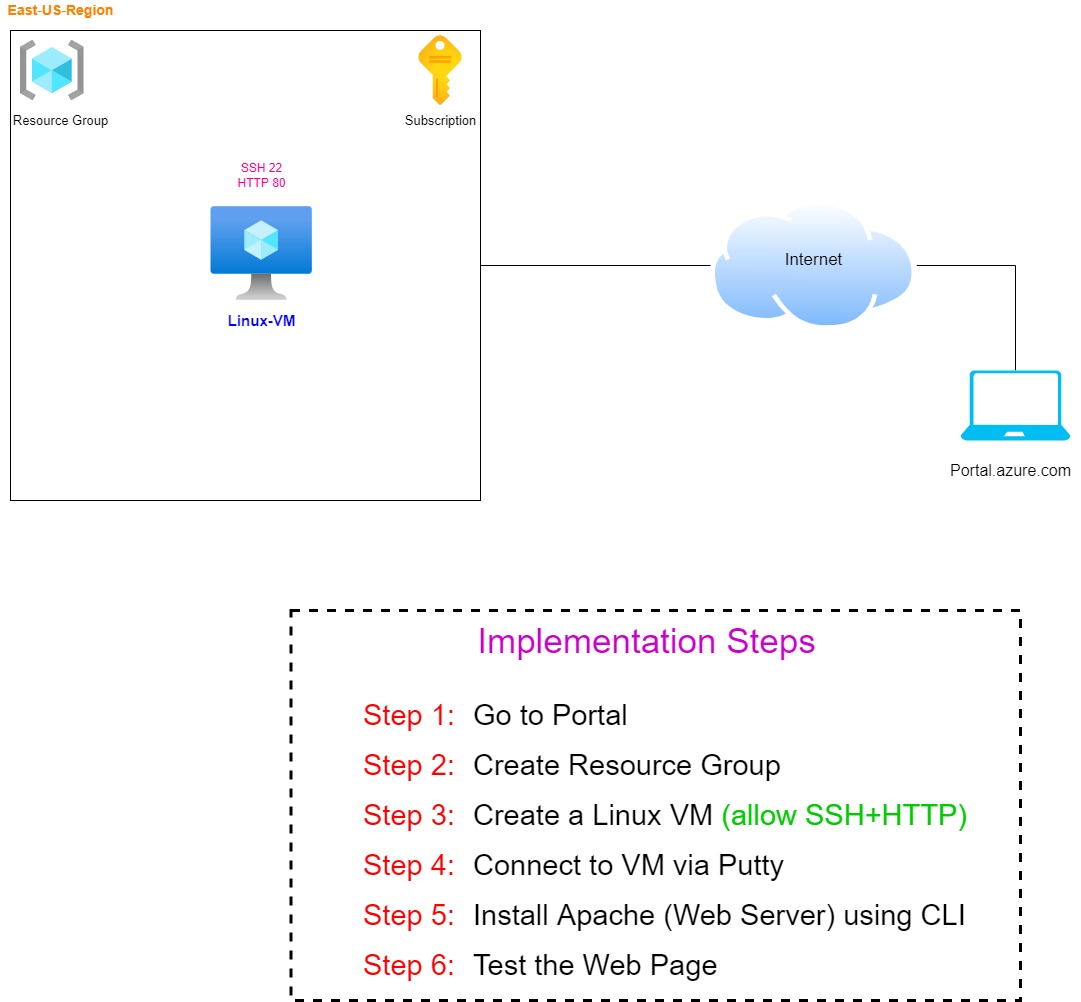 East-US-Region
Resource Group
Subscription
SSH 22
HTTP 80
Linux-VM
Internet
Portal.azure.com
Implementation Steps
Step 1: Go to Portal
Step 2: Create Resource Group
Step 3: Create a Linux VM (allow SSH+HTTP)
Step 4: Connect to VM via Putty
Step 5: Install Apache (Web Server) using CLI
Step 6: Test the Web Page